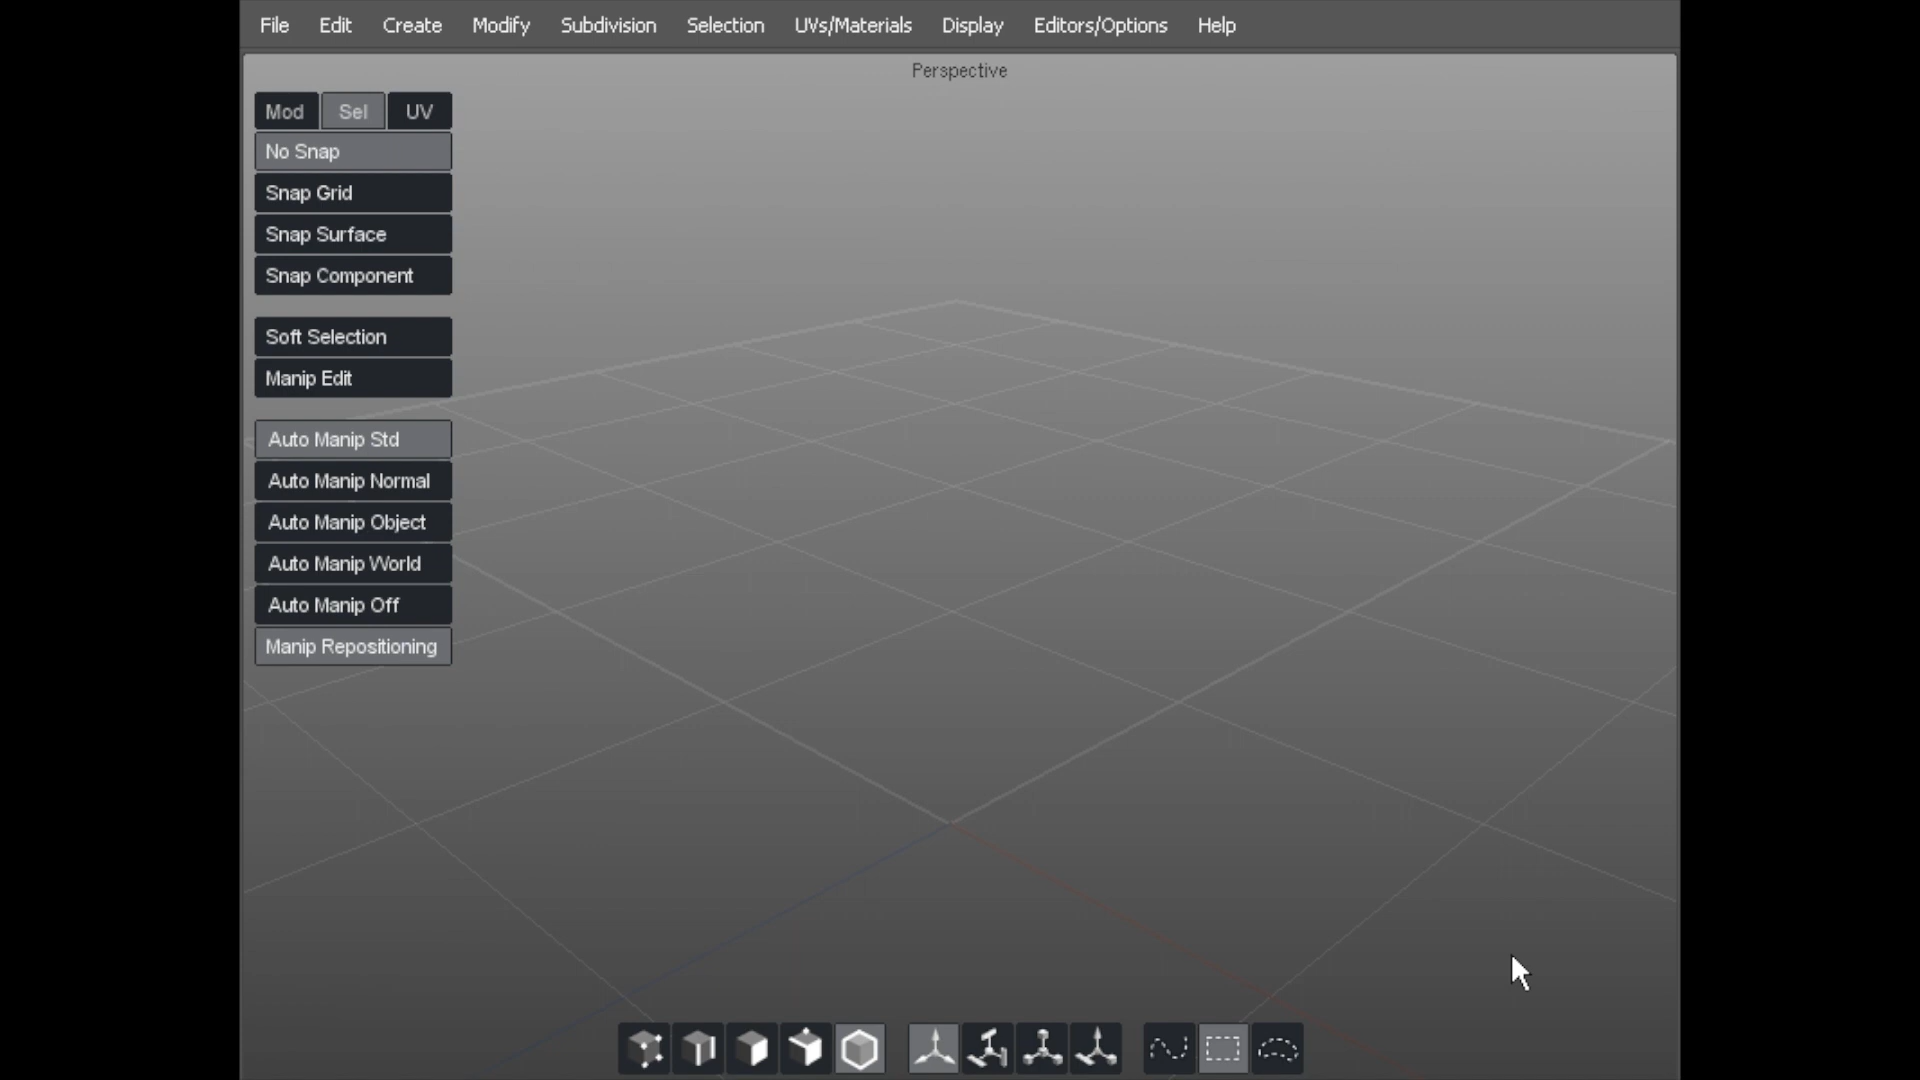 File Edit Create Modify Subdivision Selection UVs/Materials Display Editors/Options Help
Perspective
Mod Sel UV
No Snap
Snap Grid
Snap Surface
Snap Component
Soft Selection
Manip Edit
Auto Manip Std
Auto Manip Normal
Auto Manip Object
Auto Manip World
Auto Manip Off
Manip Repositioning